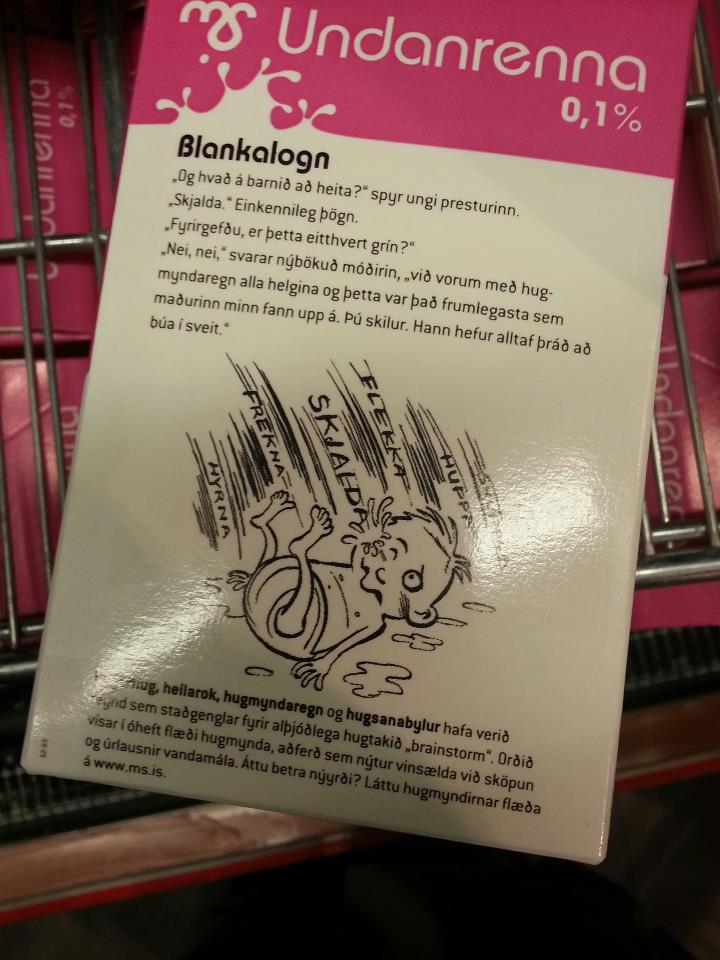 ms Undanrenna
0,1%
Blankalogn
„Og hvað á barnið að heita?“ spyr ungi presturinn.
„Skjalda.“ Einkennileg þögn.
„Fyrirgefðu, er þetta eitthvert grín?“
„Nei, nei,“ svarar nýbökuð móðirin, „við vorum með hug-
myndaregn alla helgina og þetta var það frumlegasta sem
maðurinn minn fann upp á. Þú skilur. Hann hefur alltaf þráð að
búa í sveit.“
HYRNA
FREKNA
SKJALDA
FLEKKA
HUPPA
heilarok, hugmyndaregn og hugsanabylur hafa verið
sem staðgenglar fyrir alþjóðlega hugtakið „brainstorm“. Orðið
vísar í óheft flæði hugmynda, aðferð sem nýtur vinsælda við sköpun
og úrlausnir vandamála. Áttu betra nýyrði? Láttu hugmyndirnar flæða
á www.ms.is.
Undanrenna
0,1%